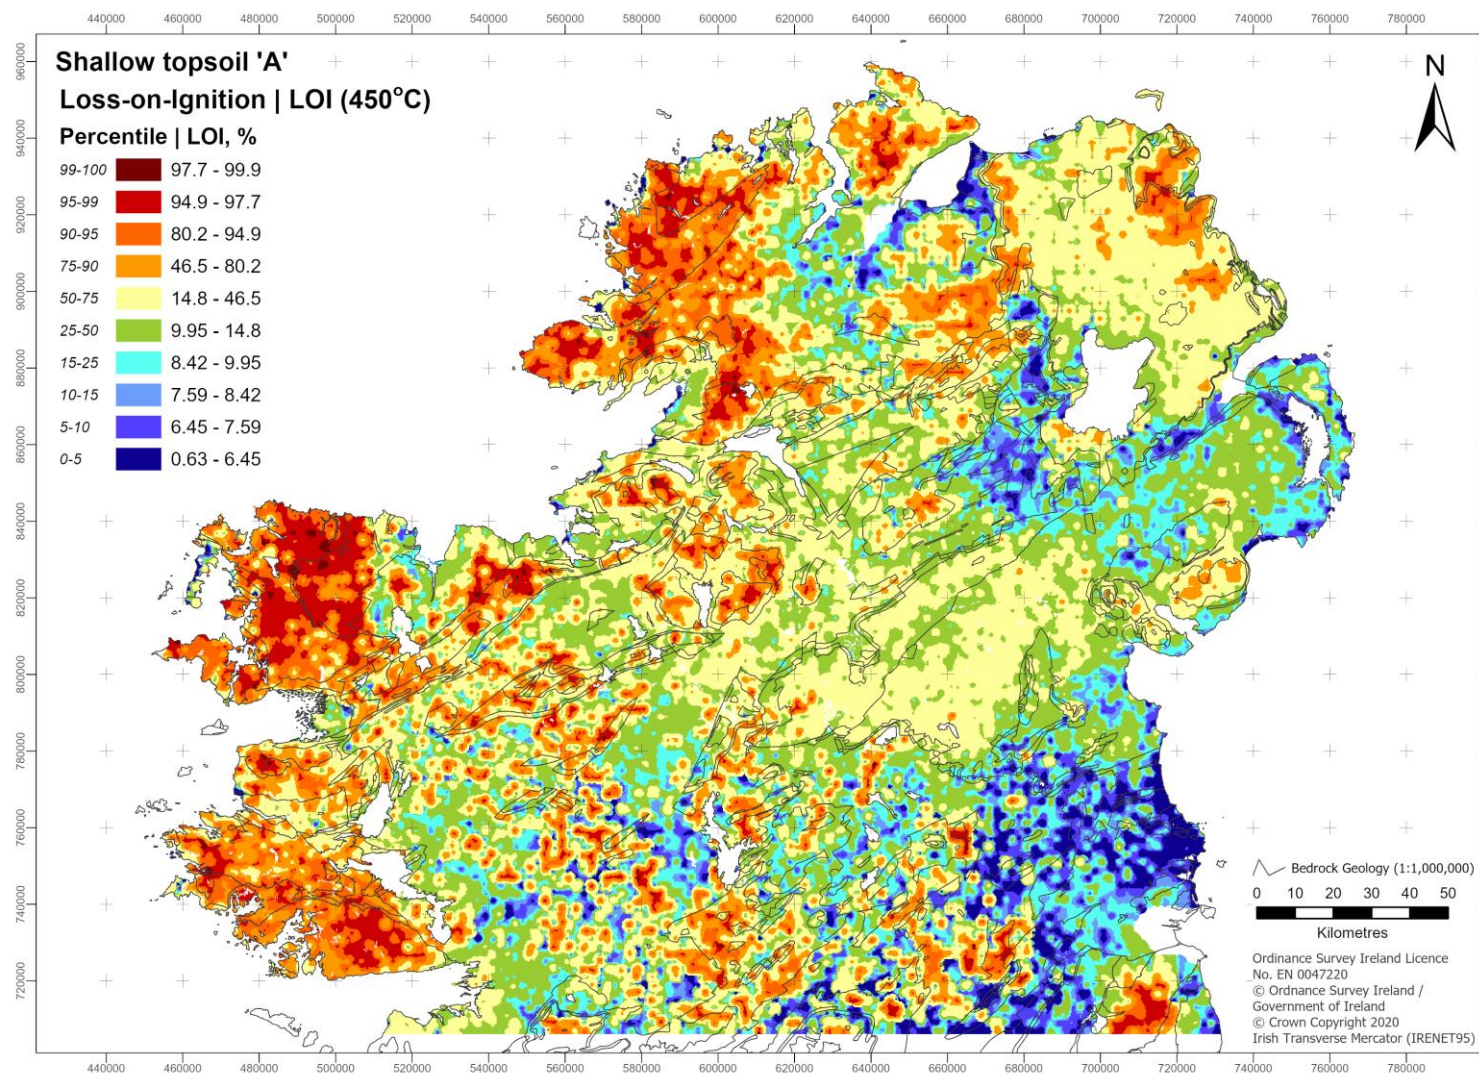 440000 460000 480000 500000 520000 540000 560000 580000 600000 620000 640000 660000 680000 700000 720000 740000 760000 780000
Shallow topsoil 'A'
Loss-on-Ignition | LOI (450°C)
Percentile | LOI, %
99-100 97.7 - 99.9
95-99 94.9 - 97.7
90-95 80.2 - 94.9
75-90 46.5 - 80.2
50-75 14.8 - 46.5
25-50 9.95 - 14.8
15-25 8.42 - 9.95
10-15 7.59 - 8.42
5-10 6.45 - 7.59
0-5 0.63 - 6.45
N
960000
940000
920000
900000
880000
860000
840000
820000
800000
780000
760000
740000
720000
Bedrock Geology (1:1,000,000)
0 10 20 30 40 50
Kilometres
Ordinance Survey Ireland Licence
No. EN 0047220
© Ordnance Survey Ireland /
Government of Ireland
© Crown Copyright 2020
Irish Transverse Mercator (IRENET95)
440000 460000 480000 500000 520000 540000 560000 580000 600000 620000 640000 660000 680000 700000 720000 740000 760000 780000